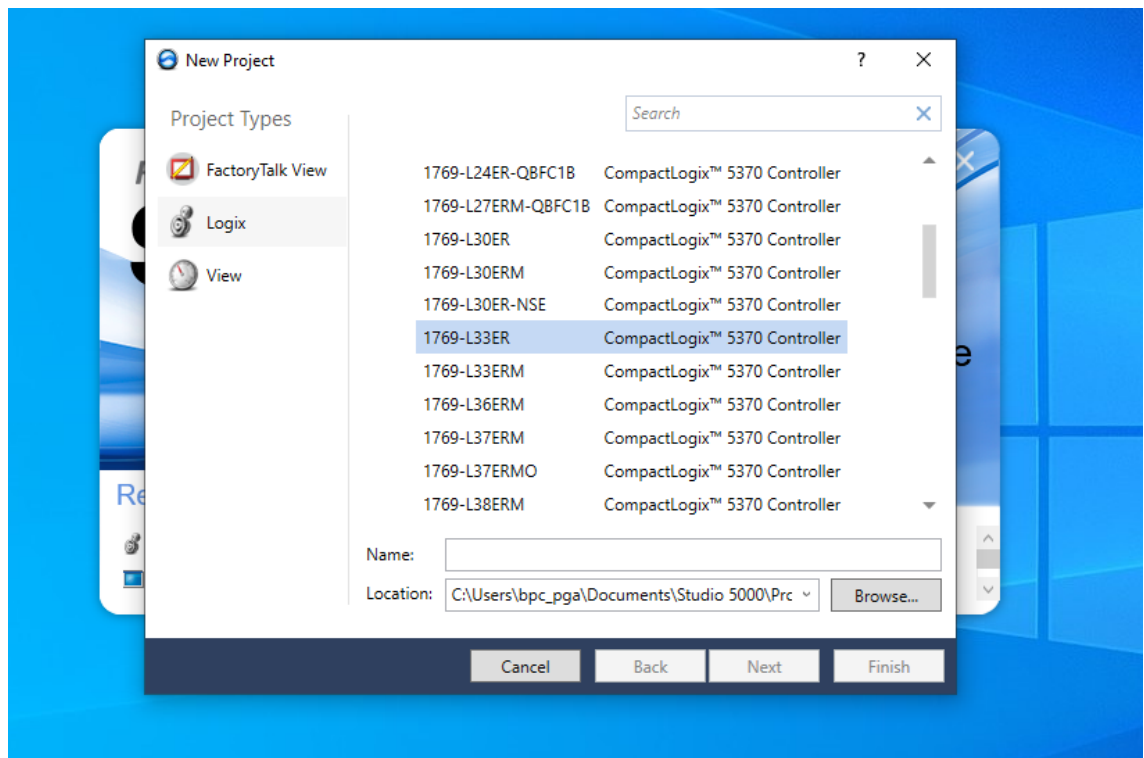 New Project
?
Project Types
Search
FactoryTalk View
Logix
View
1769-L24ER-QBFC1B CompactLogix™ 5370 Controller
1769-L27ERM-QBFC1B CompactLogix™ 5370 Controller
1769-L30ER CompactLogix™ 5370 Controller
1769-L30ERM CompactLogix™ 5370 Controller
1769-L30ER-NSE CompactLogix™ 5370 Controller
1769-L33ER CompactLogix™ 5370 Controller
1769-L33ERM CompactLogix™ 5370 Controller
1769-L36ERM CompactLogix™ 5370 Controller
1769-L37ERM CompactLogix™ 5370 Controller
1769-L37ERMO CompactLogix™ 5370 Controller
1769-L38ERM CompactLogix™ 5370 Controller
Re
e
Name:
Location: C:\Users\bpc_pga\Documents\Studio 5000\Prc Browse...
Cancel Back Next Finish